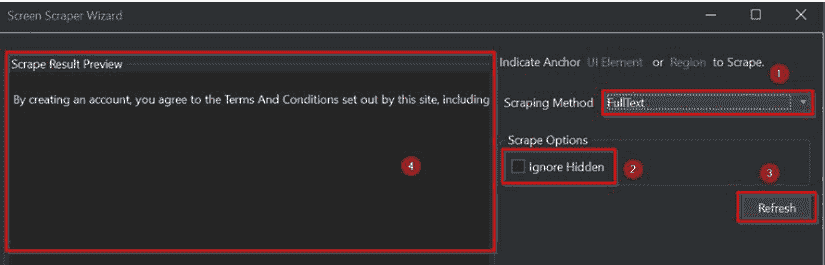 Screen Scraper Wizard
Scrape Result Preview
By creating an account, you agree to the Terms And Conditions set out by this site, including
4
Indicate Anchor UI Element or Region to Scrape.
1
Scraping Method FullText
Scrape Options
Ignore Hidden
2
3
Refresh